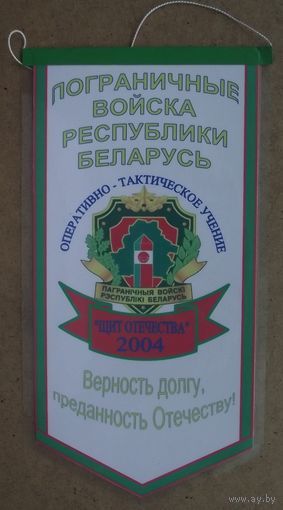 ПОГРАНИЧНЫЕ
ВОЙСКА
РЕСПУБЛИКИ
БЕЛАРУСЬ
ОПЕРАТИВНО - ТАКТИЧЕСКОЕ УЧЕНИЕ
ПАГРАНІЧНЫЯ ВОЙСКІ
РЭСПУБЛІКІ БЕЛАРУСЬ
"ЩИТ ОТЕЧЕСТВА"
2004
Верность долгу,
преданность Отечеству!
www.ay.by